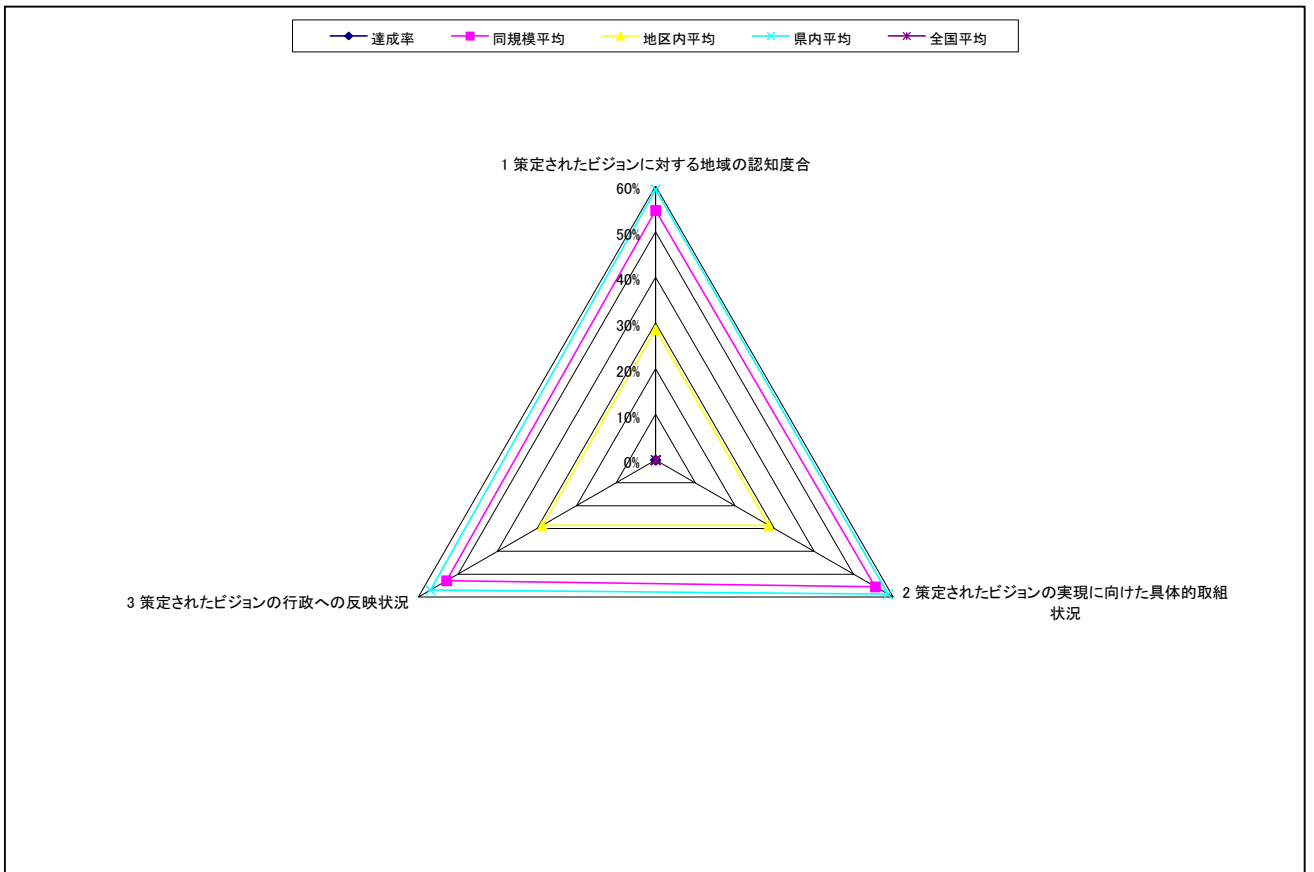 達成率 同規模平均 地区内平均 県内平均 全国平均
1 策定されたビジョンに対する地域の認知度合
60%
50%
40%
30%
20%
10%
0%
2 策定されたビジョンの実現に向けた具体的取組
状況
3 策定されたビジョンの行政への反映状況